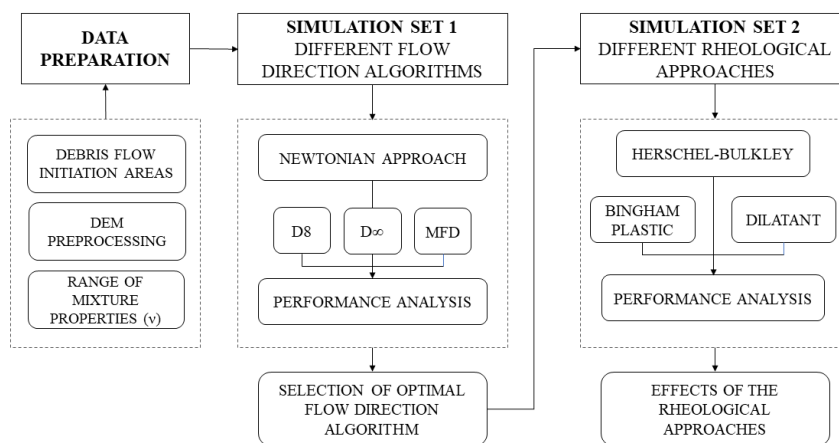 DATA
PREPARATION
DEBRIS FLOW
INITIATION AREAS
DEM
PREPROCESSING
RANGE OF
MIXTURE
PROPERTIES (ν)
SIMULATION SET 1
DIFFERENT FLOW
DIRECTION ALGORITHMS
NEWTONIAN APPROACH
D8
D∞
MFD
PERFORMANCE ANALYSIS
SELECTION OF OPTIMAL
FLOW DIRECTION
ALGORITHM
SIMULATION SET 2
DIFFERENT RHEOLOGICAL
APPROACHES
HERSCHEL-BULKLEY
BINGHAM
PLASTIC
DILATANT
PERFORMANCE ANALYSIS
EFFECTS OF THE
RHEOLOGICAL
APPROACHES